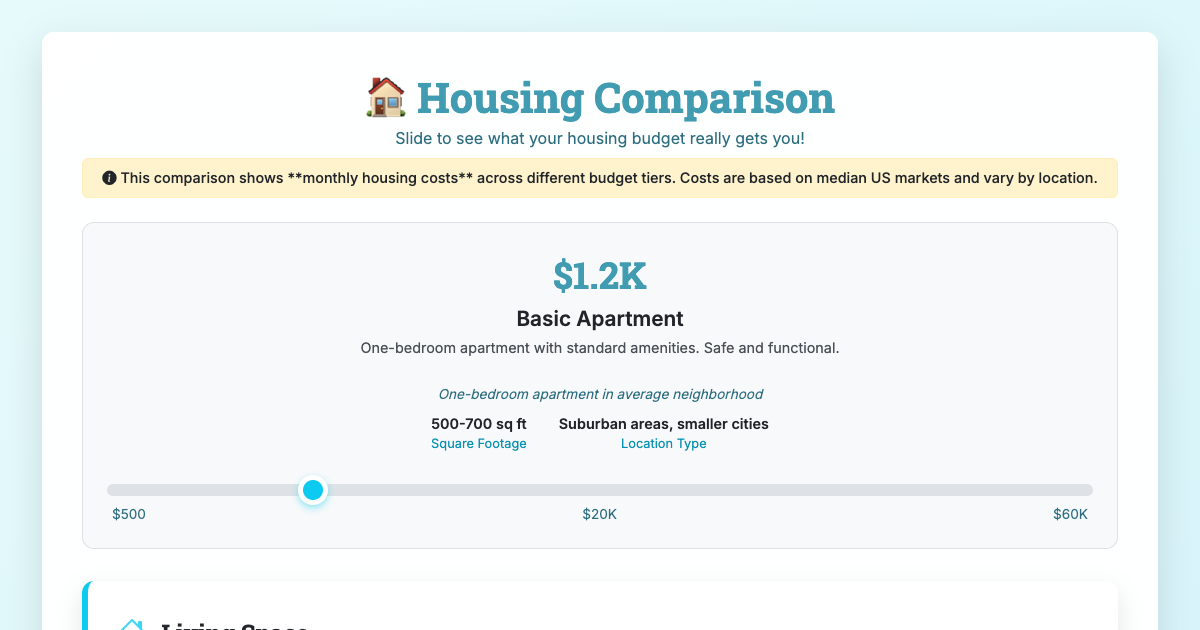 🏠 Housing Comparison
Slide to see what your housing budget really gets you!
This comparison shows **monthly housing costs** across different budget tiers. Costs are based on median US markets and vary by location.
$1.2K
Basic Apartment
One-bedroom apartment with standard amenities. Safe and functional.
One-bedroom apartment in average neighborhood
500-700 sq ft Suburban areas, smaller cities
Square Footage Location Type
$500 $20K $60K
Living Space